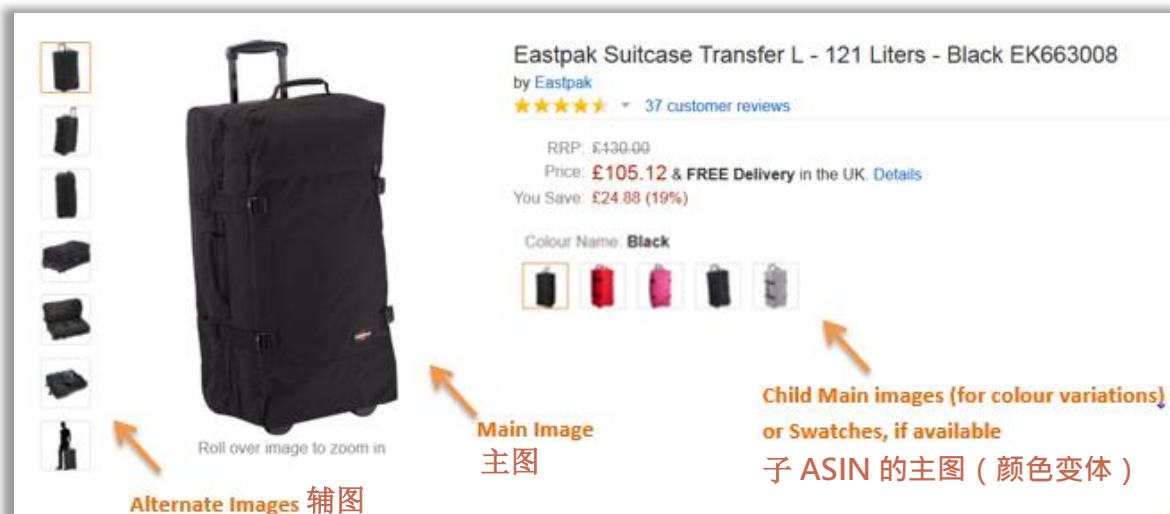 Eastpak Suitcase Transfer L - 121 Liters - Black EK663008
by Eastpak
37 customer reviews
RRP: £130.00
Price: £105.12 & FREE Delivery in the UK. Details
You Save: £24.88 (19%)
Colour Name: Black
Child Main images (for colour variations)
or Swatches, if available
子 ASIN 的主图（颜色变体）
Main Image
主图
Roll over image to zoom in
Alternate Images 辅图